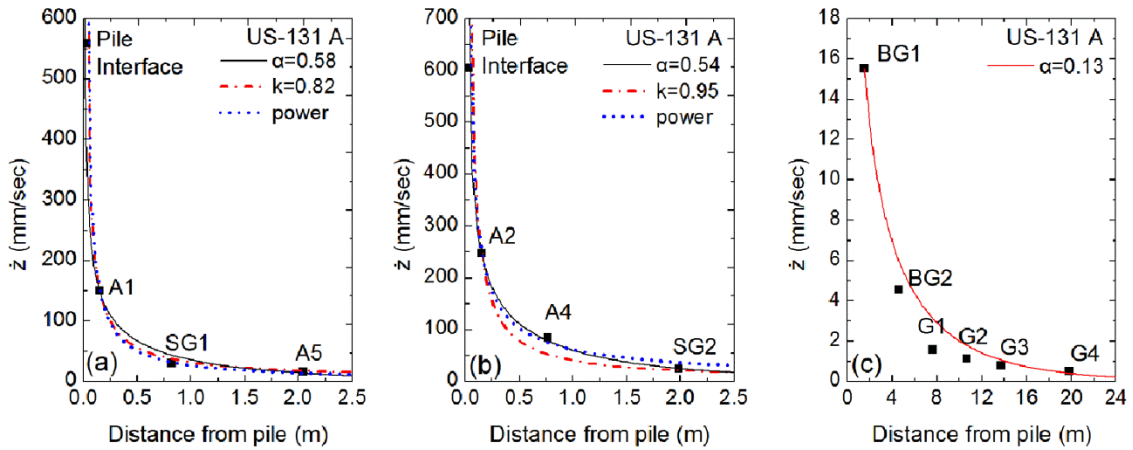 600
500
400
300
200
100
0
ż (mm/sec)
Pile
Interface
US-131 A
α=0.58
k=0.82
power
A1
SG1
A5
(a)
0.0 0.5 1.0 1.5 2.0 2.5
Distance from pile (m)
700
600
500
400
300
200
100
0
ż (mm/sec)
Pile
Interface
US-131 A
α=0.54
k=0.95
power
A2
A4
SG2
(b)
0.0 0.5 1.0 1.5 2.0 2.5
Distance from pile (m)
18
16
14
12
10
8
6
4
2
0
ż (mm/sec)
US-131 A
α=0.13
BG1
BG2
G1
G2
G3
G4
(c)
0 4 8 12 16 20 24
Distance from pile (m)